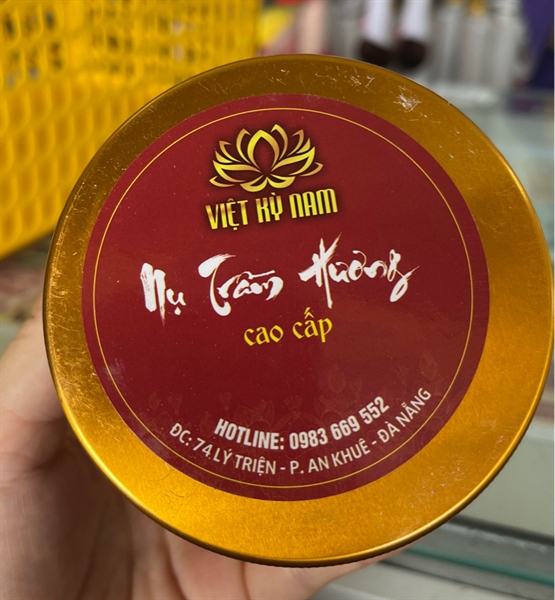 VIỆT KỲ NAM
Nụ Trầm Hương
cao cấp
HOTLINE: 0983 669 552
ĐC: 74.LÝ TRIỆN - P. AN KHUÊ - ĐÀ NẴNG